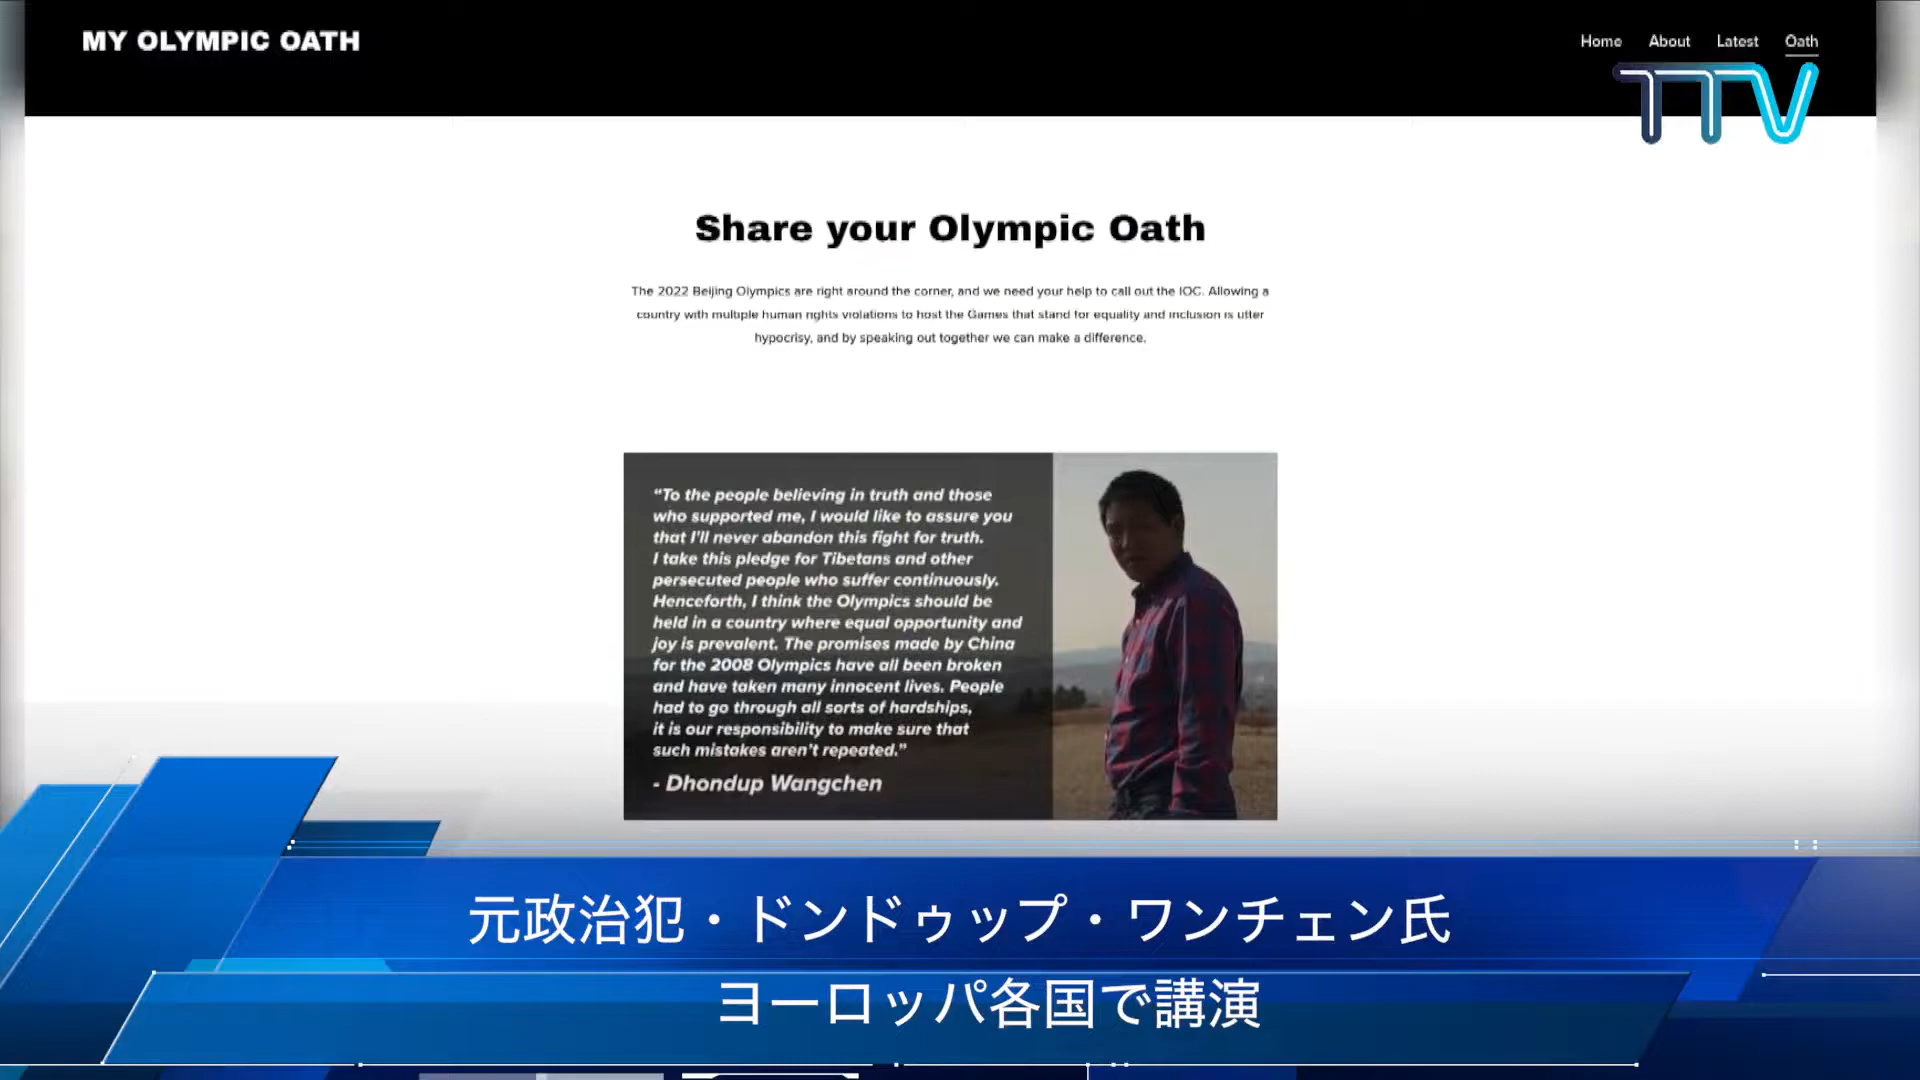 MY OLYMPIC OATH
Home About Latest Oath
TTV
Share your Olympic Oath
The 2022 Beijing Olympics are right around the corner, and we need your help to call out the IOC. Allowing a
country with multiple human rights violations to host the Games that stand for equality and inclusion is utter
hypocrisy, and by speaking out together we can make a difference.
“To the people believing in truth and those
who supported me, I would like to assure you
that I’ll never abandon this fight for truth.
I take this pledge for Tibetans and other
persecuted people who suffer continuously.
Henceforth, I think the Olympics should be
held in a country where equal opportunity and
joy is prevalent. The promises made by China
for the 2008 Olympics have all been broken
and have taken many innocent lives. People
had to go through all sorts of hardships,
it is our responsibility to make sure that
such mistakes aren’t repeated.”
- Dhondup Wangchen
元政治犯・ドンドゥップ・ワンチェン氏
ヨーロッパ各国で講演